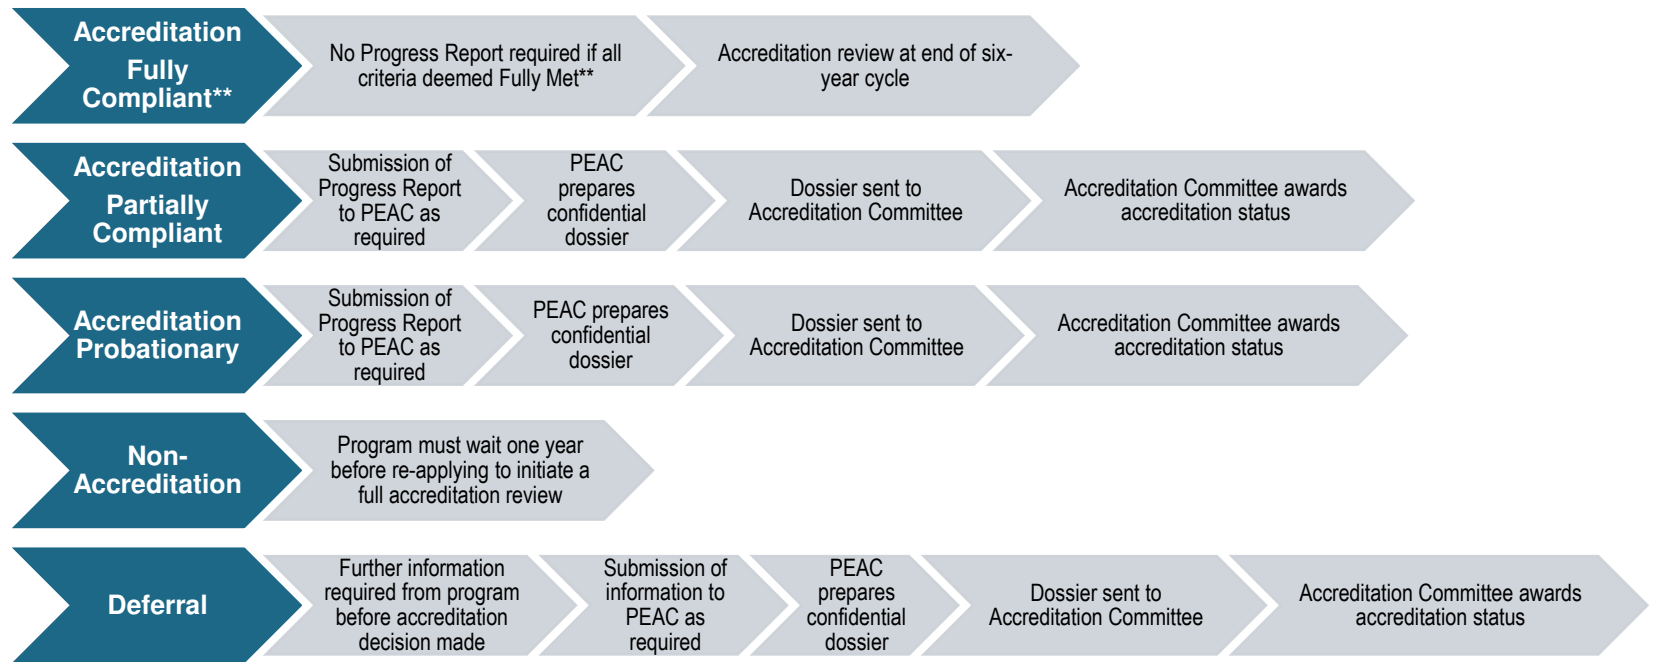 Accreditation
Fully
Compliant**
No Progress Report required if all
criteria deemed Fully Met**
Accreditation review at end of six-
year cycle
Accreditation
Partially
Compliant
Submission of
Progress Report
to PEAC as
required
PEAC
prepares
confidential
dossier
Dossier sent to
Accreditation Committee
Accreditation Committee awards
accreditation status
Accreditation
Probationary
Submission of
Progress Report
to PEAC as
required
PEAC prepares
confidential
dossier
Dossier sent to
Accreditation Committee
Accreditation Committee awards
accreditation status
Non-
Accreditation
Program must wait one year
before re-applying to initiate a
full accreditation review
Deferral
Further information
required from program
before accreditation
decision made
Submission of
information to
PEAC as
required
PEAC
prepares
confidential
dossier
Dossier sent to
Accreditation Committee
Accreditation Committee awards
accreditation status